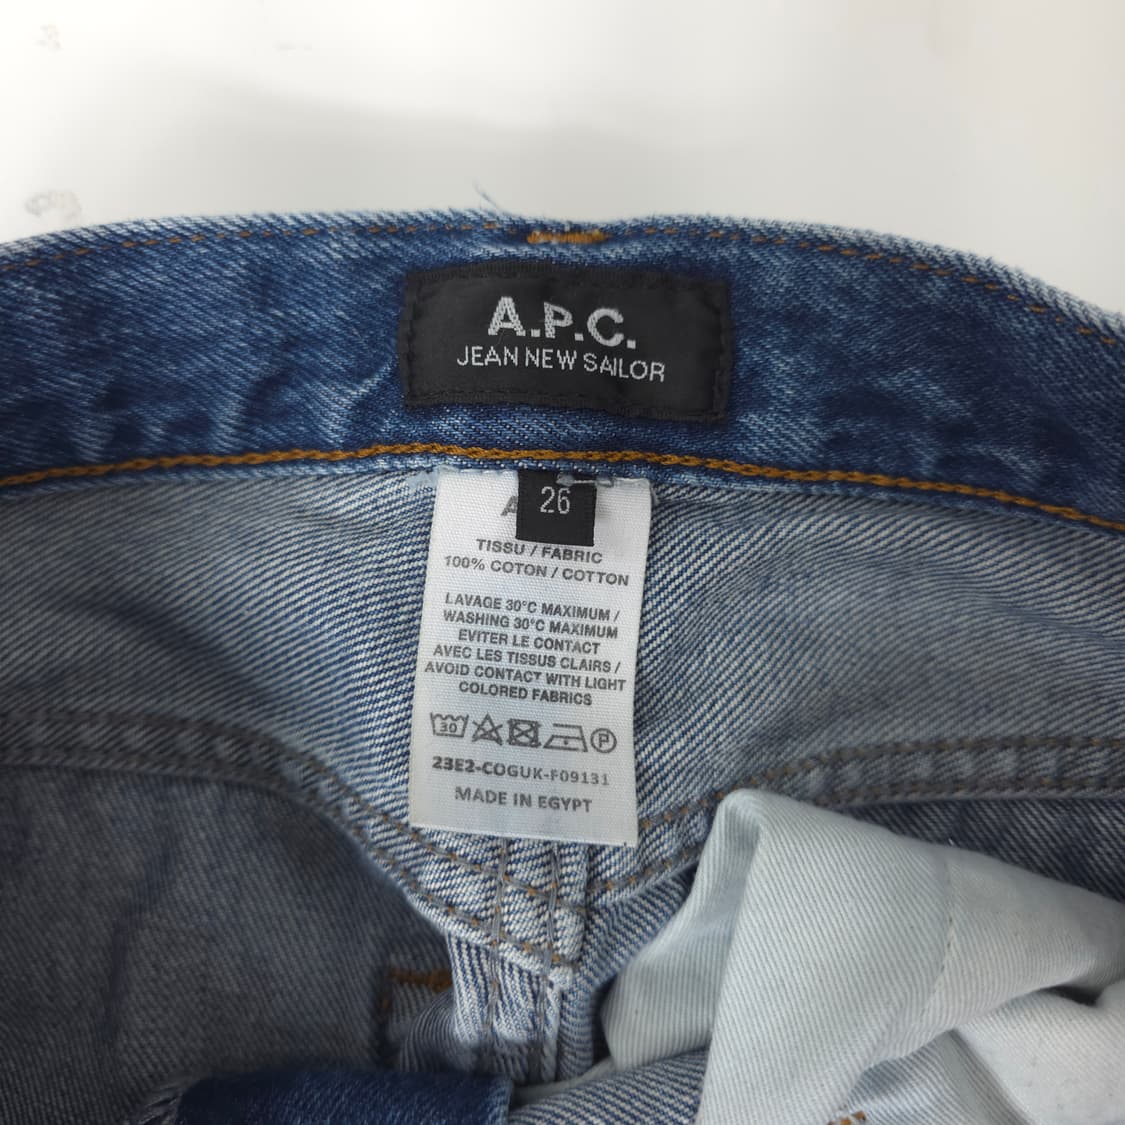 A.P.C.
JEAN NEW SAILOR
26
TISSU / FABRIC
100% COTON / COTTON
LAVAGE 30°C MAXIMUM /
WASHING 30°C MAXIMUM
EVITER LE CONTACT
AVEC LES TISSUS CLAIRS /
AVOID CONTACT WITH LIGHT
COLORED FABRICS
30 P
23E2-COGUK-F09131
MADE IN EGYPT